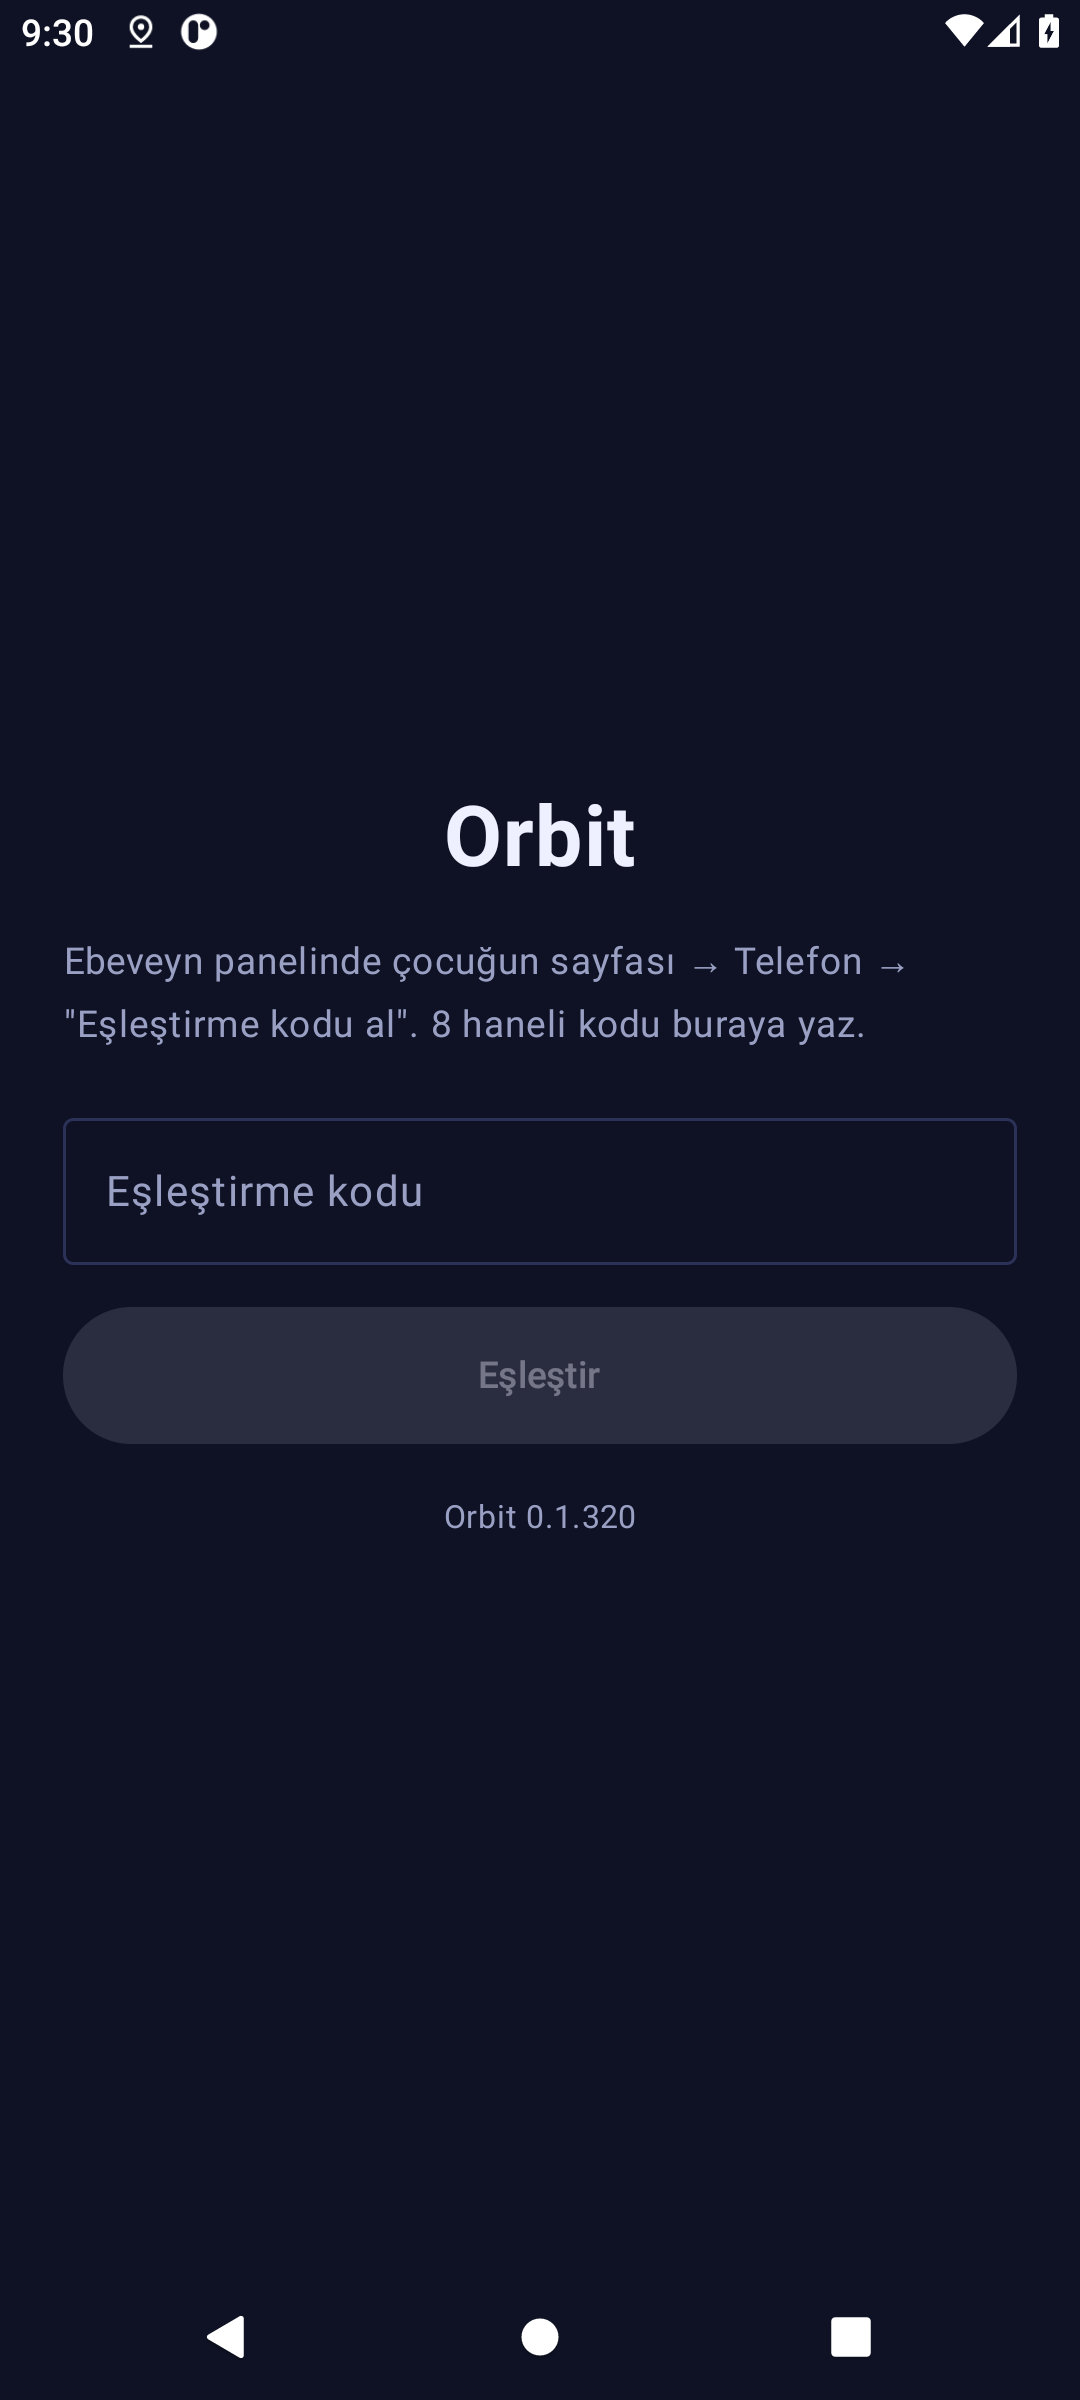 9:30
Orbit
Ebeveyn panelinde çocuğun sayfası → Telefon →
"Eşleştirme kodu al". 8 haneli kodu buraya yaz.
Eşleştirme kodu
Eşleştir
Orbit 0.1.320